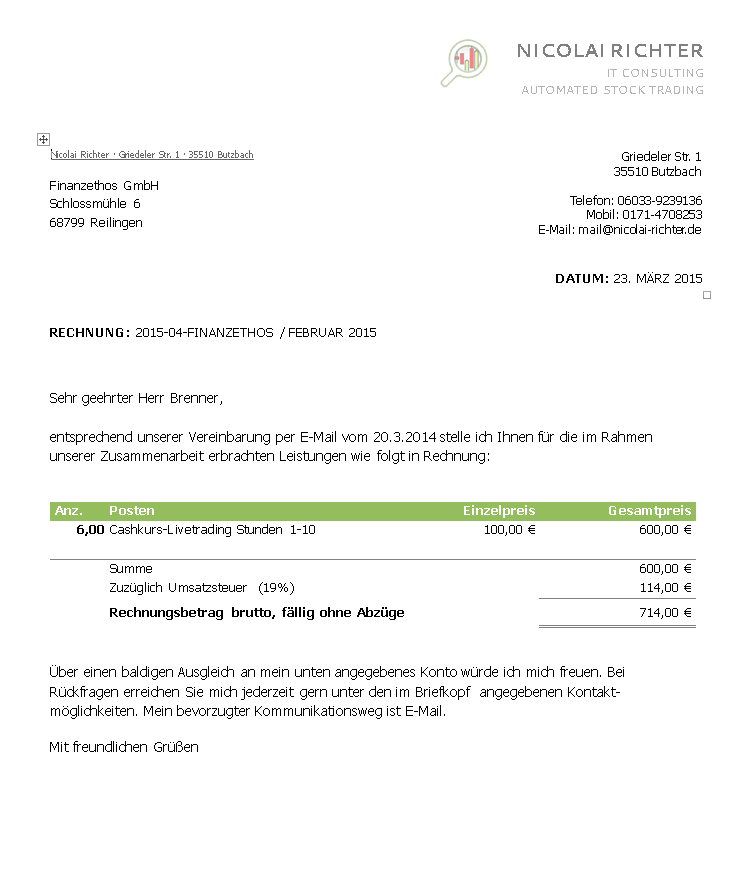 NICOLAI RICHTER
IT CONSULTING
AUTOMATED STOCK TRADING
Nicolai Richter · Griedeler Str. 1 · 35510 Butzbach
Finanzethos GmbH
Schlossmühle 6
68799 Reilingen
Griedeler Str. 1
35510 Butzbach
Telefon: 06033-9239136
Mobil: 0171-4708253
E-Mail: mail@nicolai-richter.de
DATUM: 23. MÄRZ 2015
RECHNUNG: 2015-04-FINANZETHOS / FEBRUAR 2015
Sehr geehrter Herr Brenner,
entsprechend unserer Vereinbarung per E-Mail vom 20.3.2014 stelle ich Ihnen für die im Rahmen
unserer Zusammenarbeit erbrachten Leistungen wie folgt in Rechnung:
Anz. Posten Einzelpreis Gesamtpreis
6,00 Cashkurs-Livetrading Stunden 1-10 100,00 € 600,00 €
Summe 600,00 €
Zuzüglich Umsatzsteuer (19%) 114,00 €
Rechnungsbetrag brutto, fällig ohne Abzüge 714,00 €
Über einen baldigen Ausgleich an mein unten angegebenes Konto würde ich mich freuen. Bei
Rückfragen erreichen Sie mich jederzeit gern unter den im Briefkopf angegebenen Kontakt-
möglichkeiten. Mein bevorzugter Kommunikationsweg ist E-Mail.
Mit freundlichen Grüßen